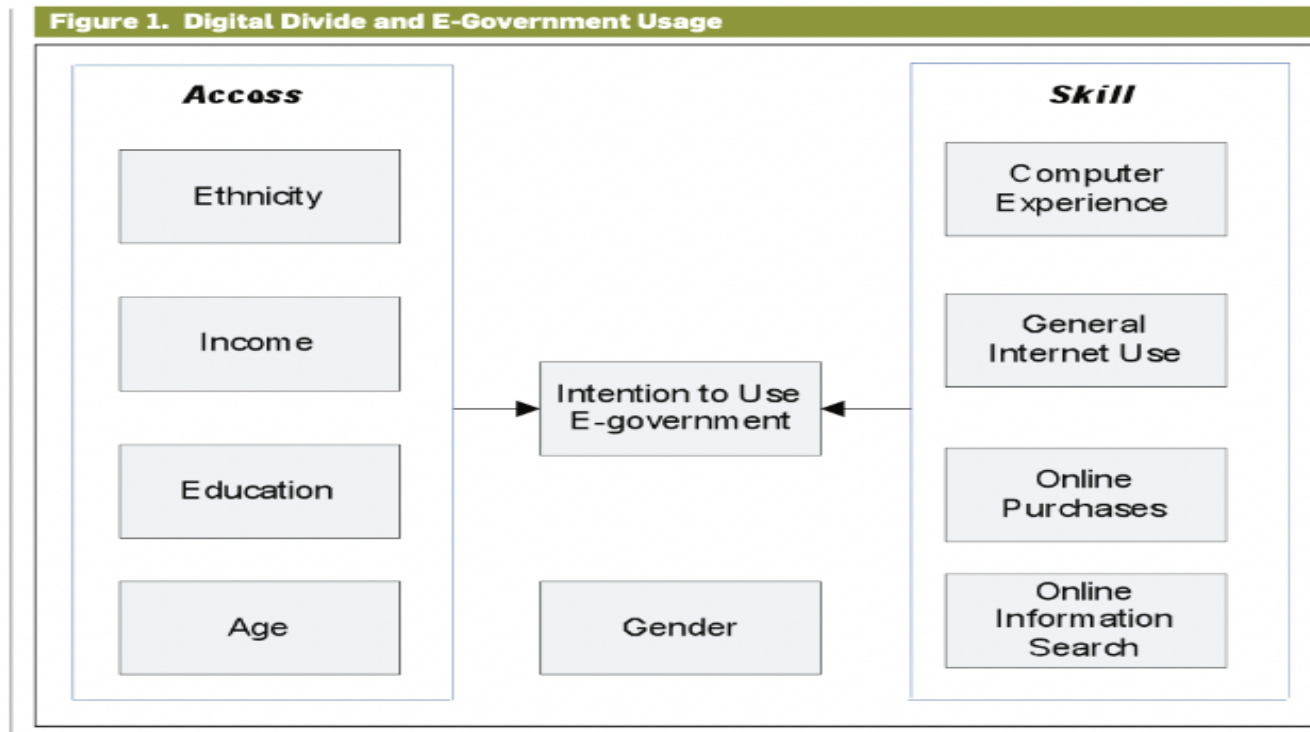 Figure 1. Digital Divide and E-Government Usage
Access
Ethnicity
Income
Education
Age
Intention to Use
E-government
Gender
Skill
Computer
Experience
General
Internet Use
Online
Purchases
Online
Information
Search